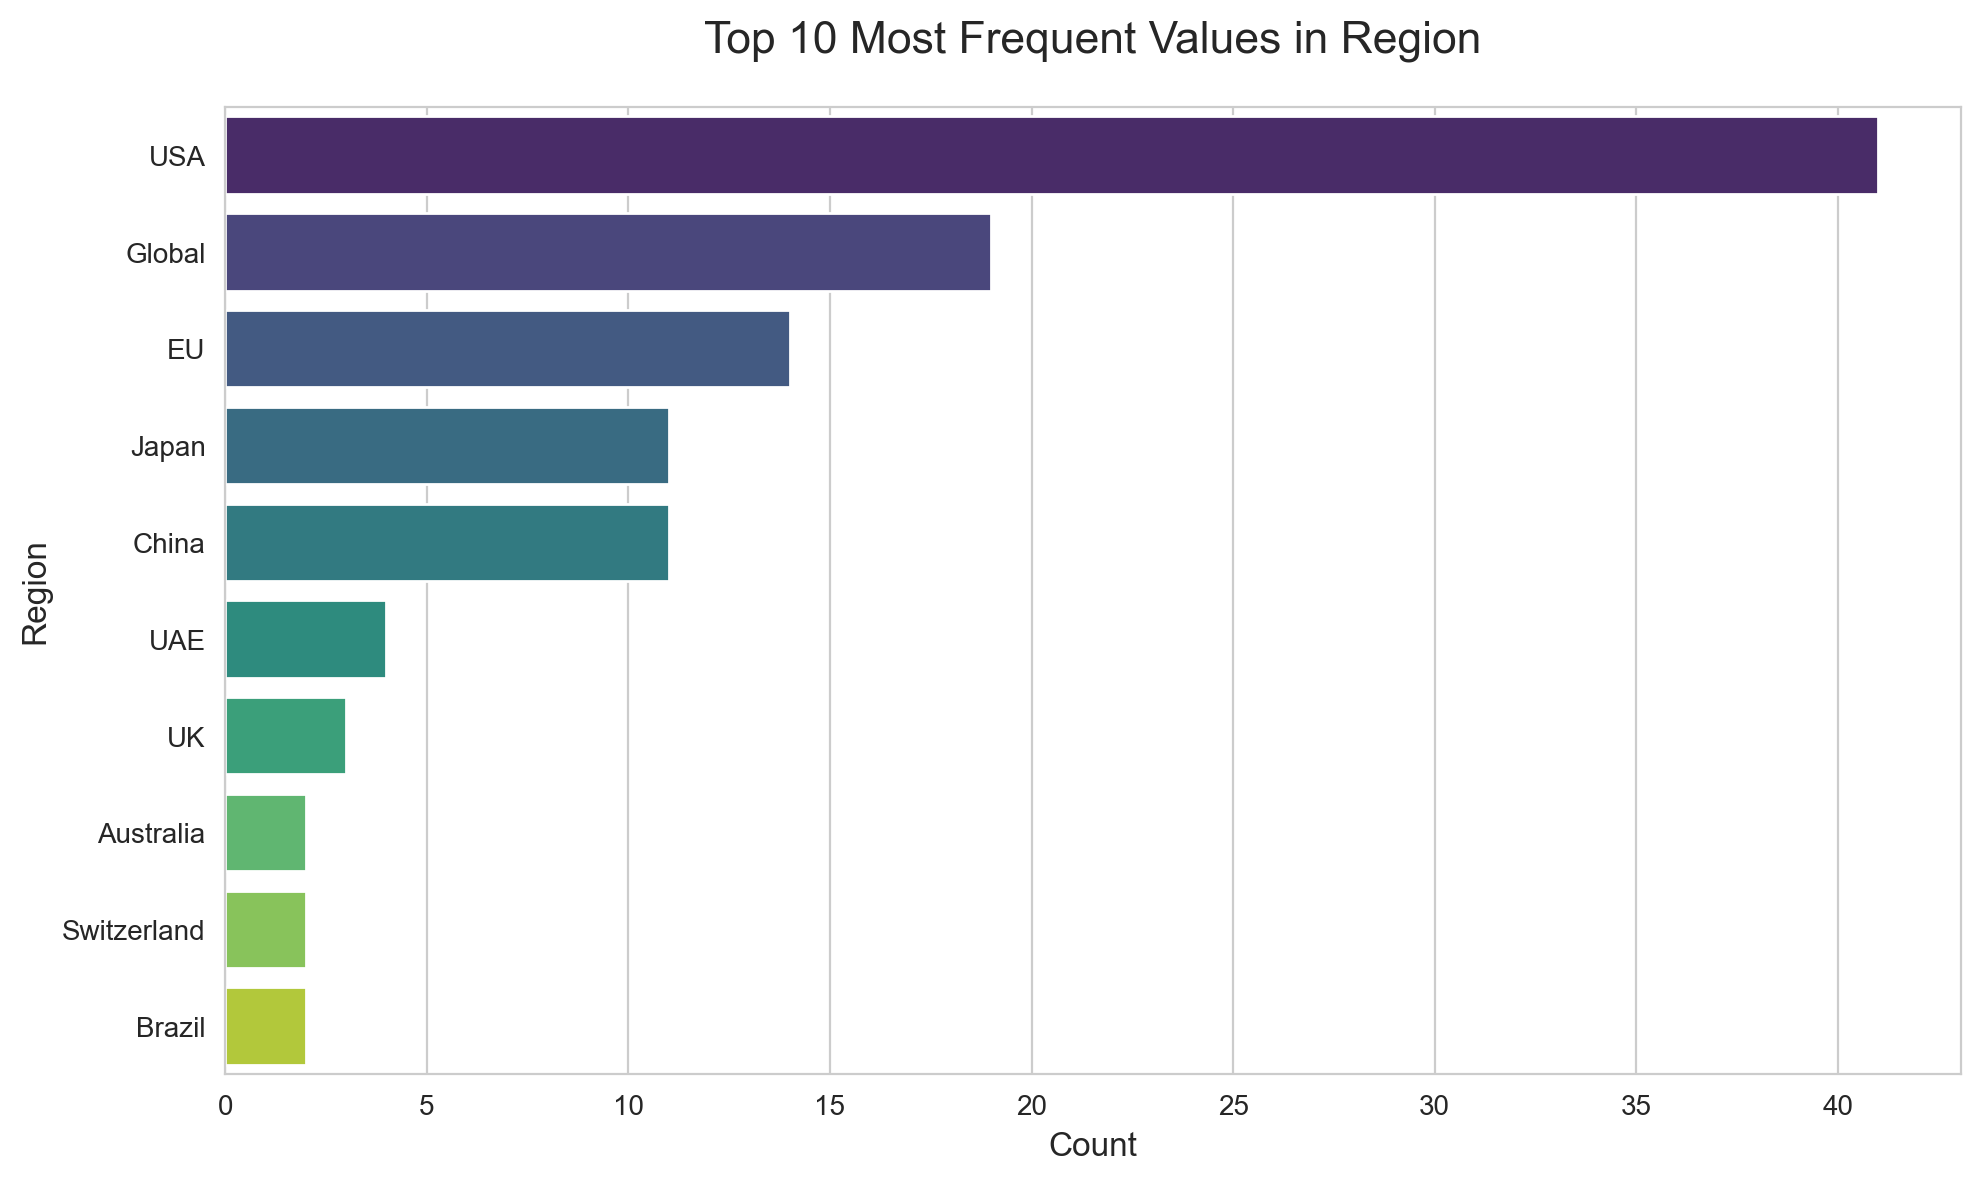 Top 10 Most Frequent Values in Region
USA
Global
EU
Japan
China
UAE
UK
Australia
Switzerland
Brazil
Region
0 5 10 15 20 25 30 35 40
Count